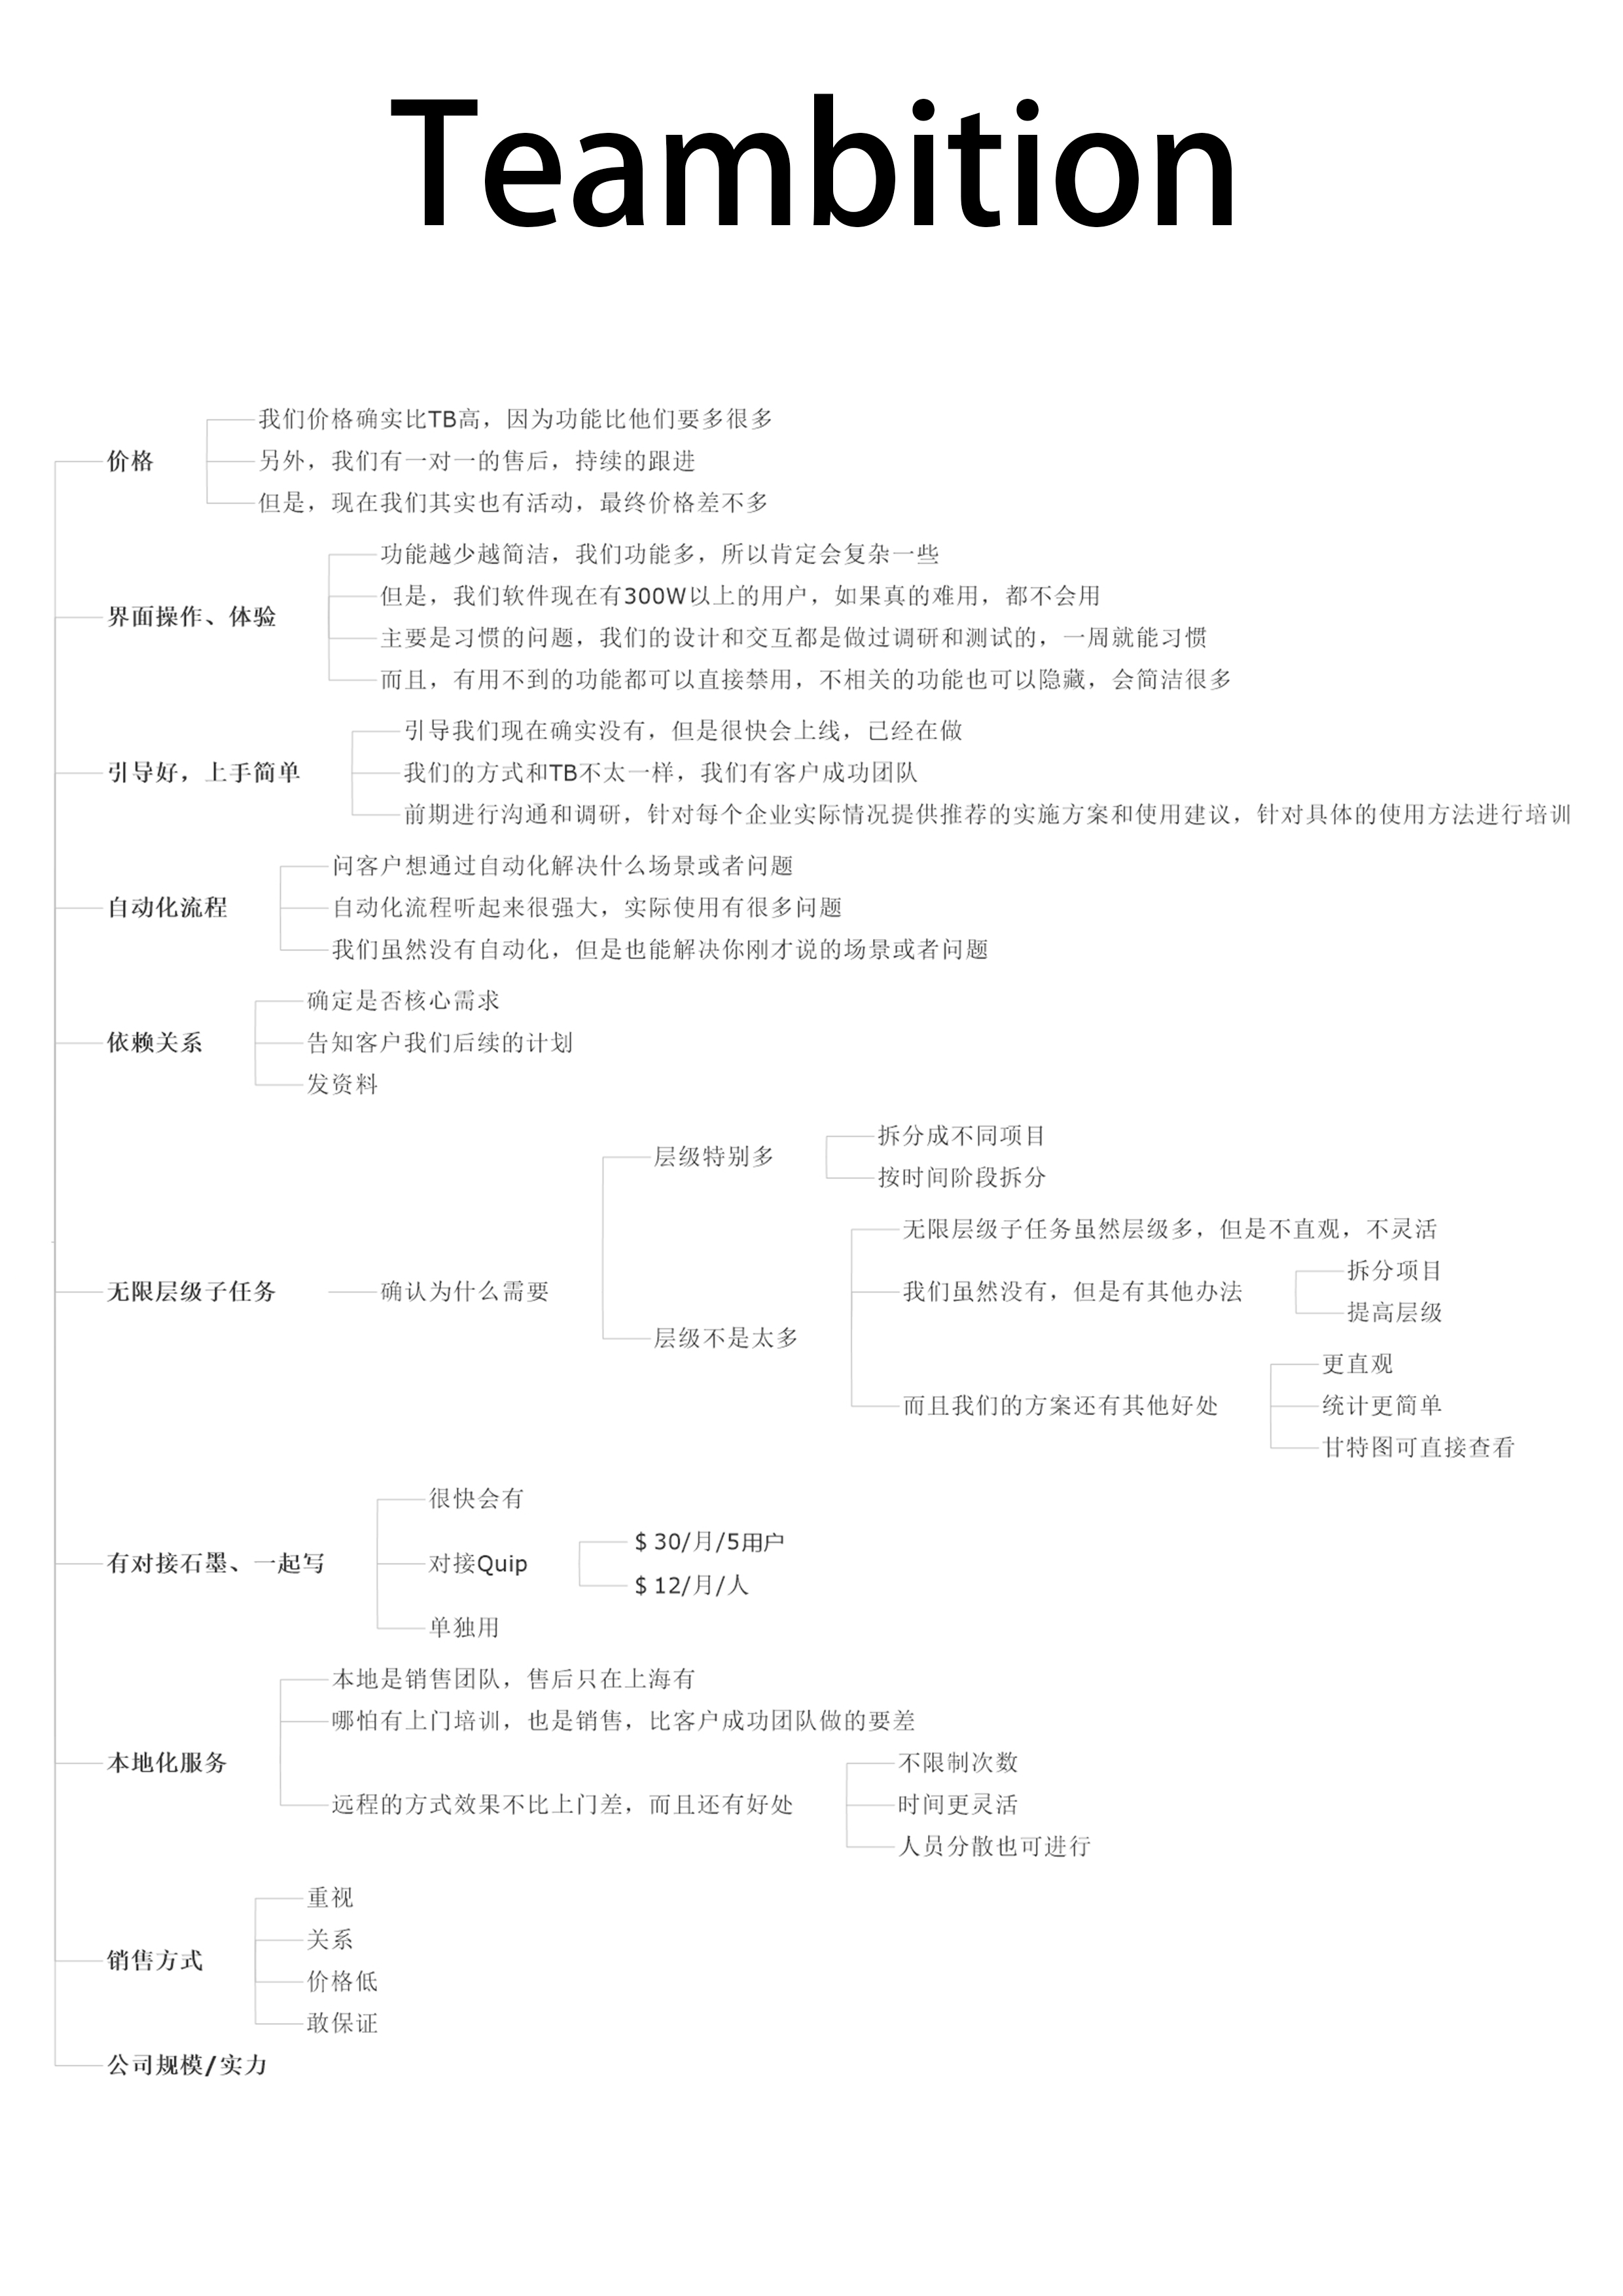 Teambition
价格
我们价格确实比TB高，因为功能比他们要多很多
另外，我们有一对一的售后，持续的跟进
但是，现在我们其实也有活动，最终价格差不多
界面操作、体验
功能越少越简洁，我们功能多，所以肯定会复杂一些
但是，我们软件现在有300W以上的用户，如果真的难用，都不会用
主要是习惯的问题，我们的设计和交互都是做过调研和测试的，一周就能习惯
而且，有用不到的功能都可以直接禁用，不相关的功能也可以隐藏，会简洁很多
引导好，上手简单
引导我们现在确实没有，但是很快会上线，已经在做
我们的方式和TB不太一样，我们有客户成功团队
前期进行沟通和调研，针对每个企业实际情况提供推荐的实施方案和使用建议，针对具体的使用方法进行培训
自动化流程
问客户想通过自动化解决什么场景或者问题
自动化流程听起来很强大，实际使用有很多问题
我们虽然没有自动化，但是也能解决你刚才说的场景或者问题
依赖关系
确定是否核心需求
告知客户我们后续的计划
发资料
无限层级子任务
确认为什么需要
层级特别多
拆分成不同项目
按时间阶段拆分
层级不是太多
无限层级子任务虽然层级多，但是不直观，不灵活
我们虽然没有，但是有其他办法
拆分项目
提高层级
而且我们的方案还有其他好处
更直观
统计更简单
甘特图可直接查看
有对接石墨、一起写
很快会有
对接Quip
$ 30/月/5用户
$ 12/月/人
单独用
本地化服务
本地是销售团队，售后只在上海有
哪怕有上门培训，也是销售，比客户成功团队做的要差
远程的方式效果不比上门差，而且还有好处
不限制次数
时间更灵活
人员分散也可进行
销售方式
重视
关系
价格低
敢保证
公司规模/实力